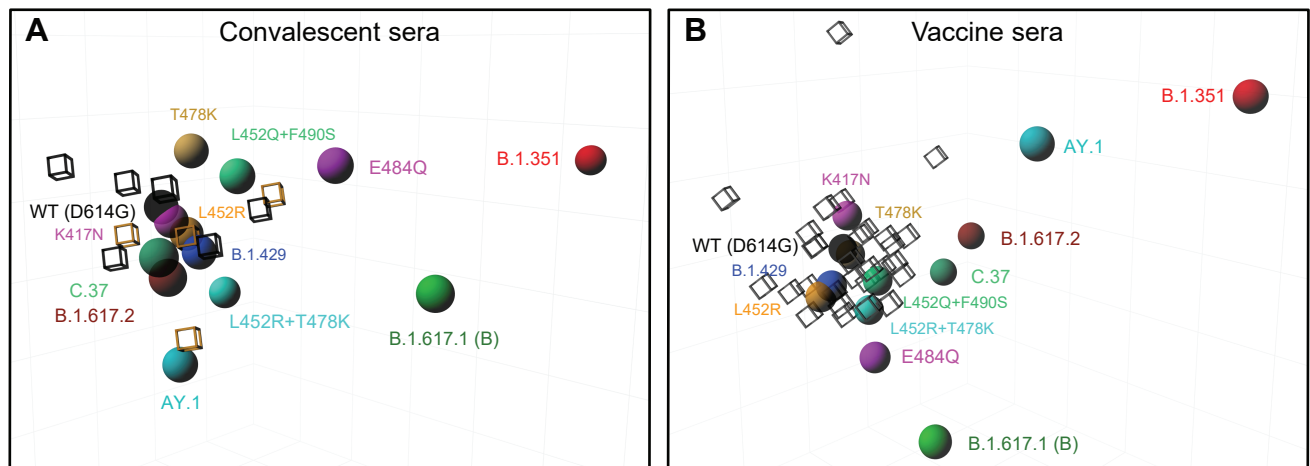 A
Convalescent sera
T478K
L452Q+F490S
E484Q
B.1.351
WT (D614G)
L452R
K417N
B.1.429
C.37
B.1.617.2
L452R+T478K
B.1.617.1 (B)
AY.1
B
Vaccine sera
B.1.351
AY.1
K417N
T478K
WT (D614G)
B.1.617.2
B.1.429
C.37
L452R
L452Q+F490S
L452R+T478K
E484Q
B.1.617.1 (B)